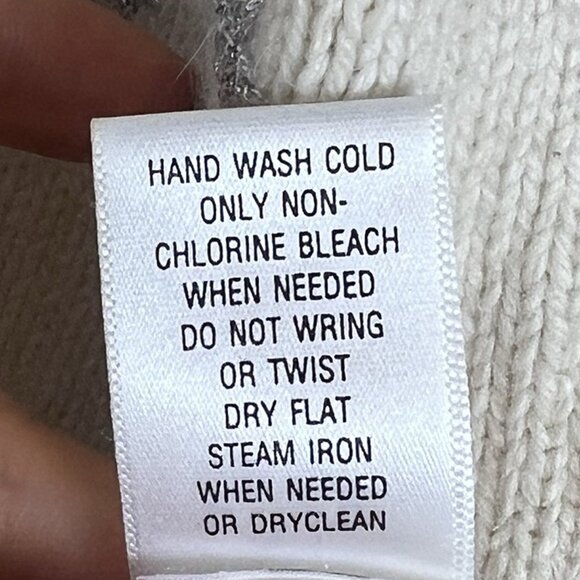 HAND WASH COLD
ONLY NON-
CHLORINE BLEACH
WHEN NEEDED
DO NOT WRING
OR TWIST
DRY FLAT
STEAM IRON
WHEN NEEDED
OR DRYCLEAN